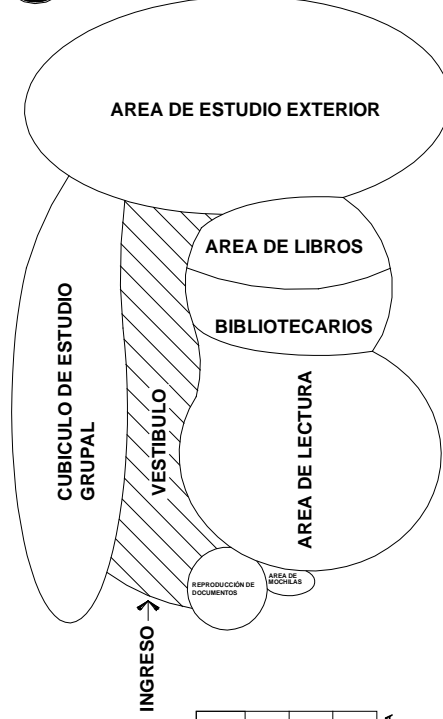 AREA DE ESTUDIO EXTERIOR
AREA DE LIBROS
BIBLIOTECARIOS
CUBICULO DE ESTUDIO
GRUPAL
VESTIBULO
AREA DE LECTURA
REPRODUCCIÓN DE
DOCUMENTOS
AREA DE
MOCHILAS
INGRESO
A